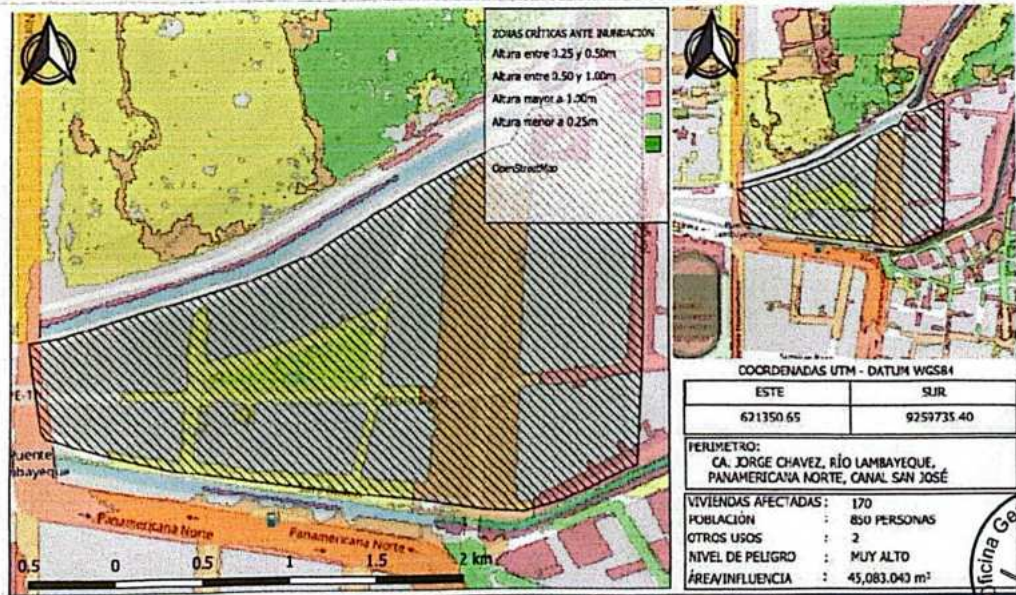 ZONAS CRÍTICAS ANTE INUNDACIÓN
Altura entre 0.25 y 0.50m
Altura entre 0.50 y 1.00m
Altura mayor a 1.00m
Altura menor a 0.25m
OpenStreetMap
Puente
Panamericana Norte
Panamericana Norte
0.5 0 0.5 1 1.5 2 km
COORDENADAS UTM - DATUM WGS84
ESTE SUR
621350.65 9259735.40
PERIMETRO:
CA. JORGE CHAVEZ, RÍO LAMBAYEQUE,
PANAMERICANA NORTE, CANAL SAN JOSÉ
VIVIENDAS AFECTADAS : 170
POBLACIÓN : 850 PERSONAS
OTROS USOS : 2
NIVEL DE PELIGRO : MUY ALTO
ÁREA/INFLUENCIA : 45,083.043 m²
Oficina Ge